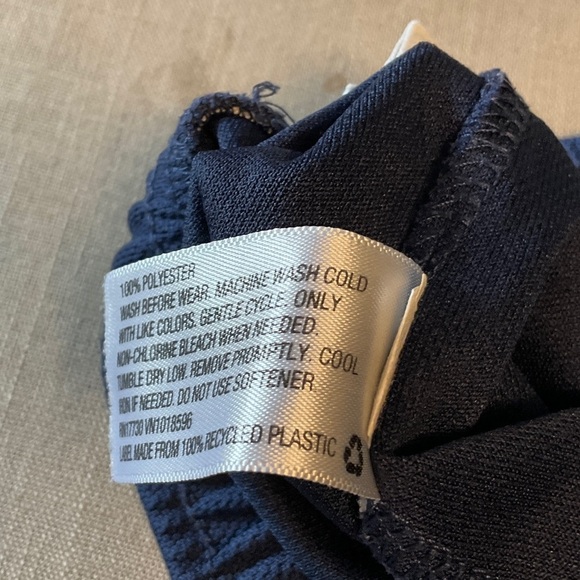 100% POLYESTER
WASH BEFORE WEAR. MACHINE WASH COLD
WITH LIKE COLORS. GENTLE CYCLE. ONLY
NON-CHLORINE BLEACH WHEN NEEDED
TUMBLE DRY LOW. REMOVE PROMPTLY. COOL
IRON IF NEEDED. DO NOT USE SOFTENER
RN17730 VN1018596
LABEL MADE FROM 100% RECYCLED PLASTIC